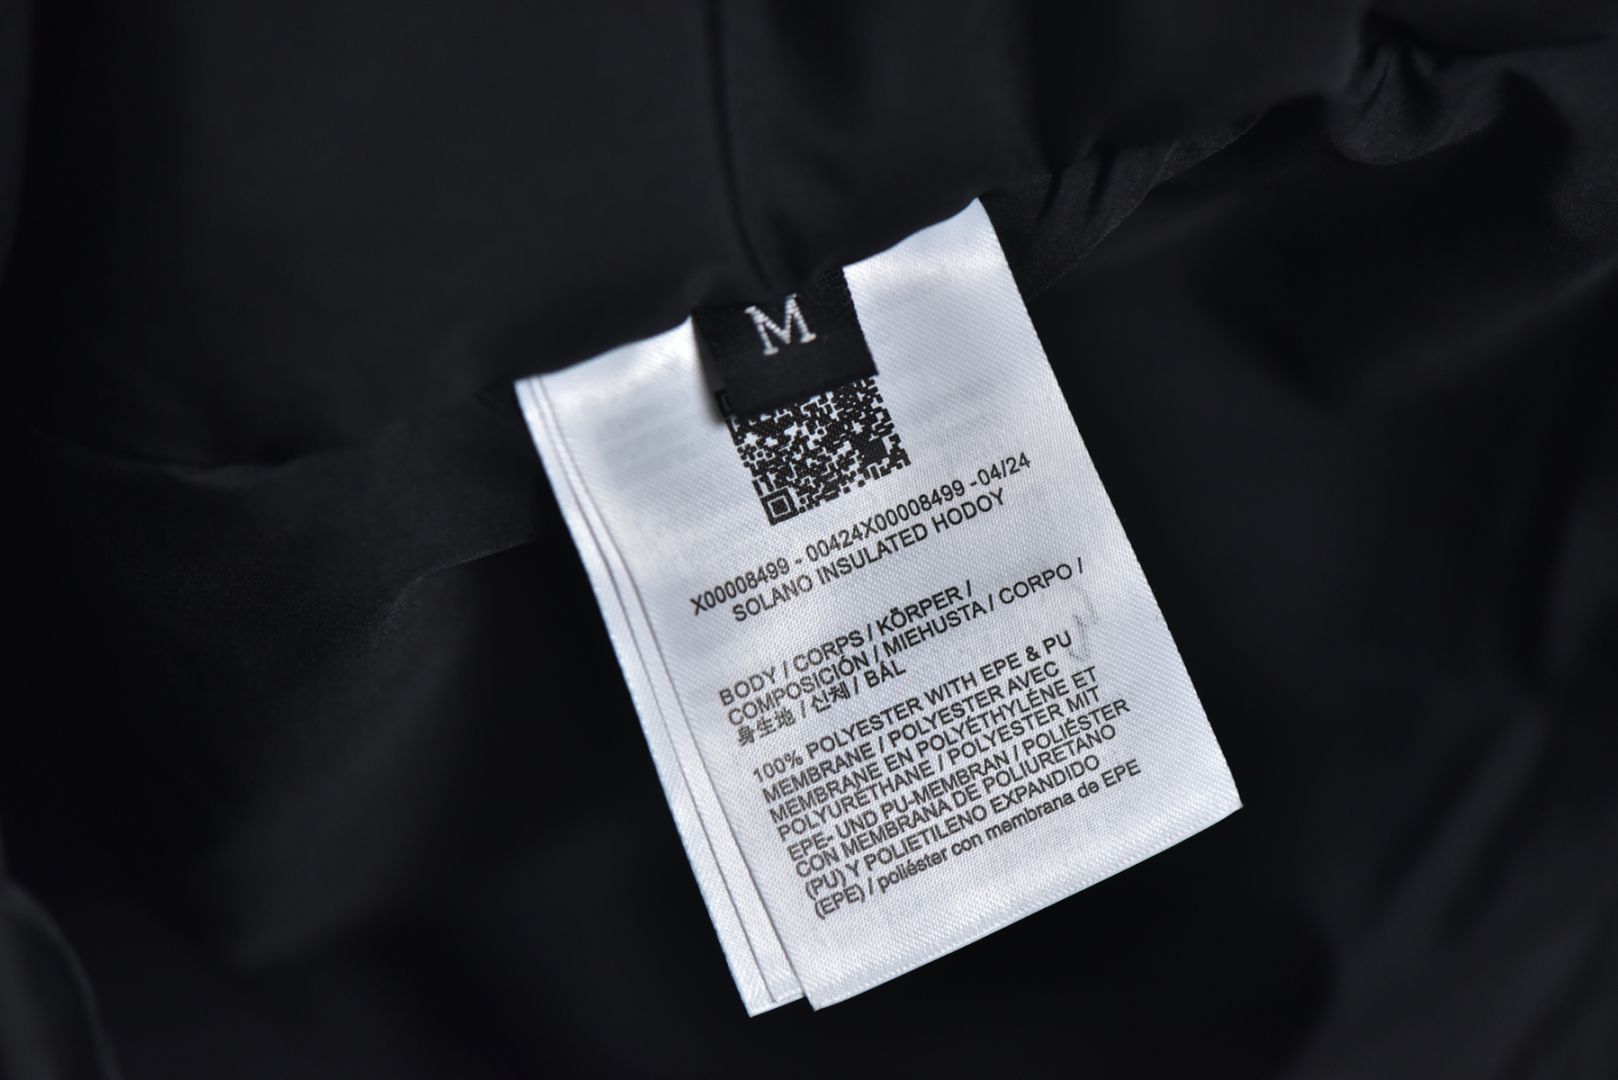 M
X00008499 - 00424X00008499 -04/24
SOLANO INSULATED HODOY
BODY / CORPS / KÖRPER /
COMPOSICIÓN / MIEHUSTA / CORPO /
身生地 / 신체 / BÁL
100% POLYESTER WITH EPE & PU
MEMBRANE / POLYESTER AVEC
MEMBRANE EN POLYÉTHYLÈNE ET
POLYURÉTHANE / POLYESTER MIT
EPE- UND PU-MEMBRAN / POLIÉSTER
CON MEMBRANA DE POLIURETANO
(PU) Y POLIETILENO EXPANDIDO
(EPE) / poliéster con membrana de EPE